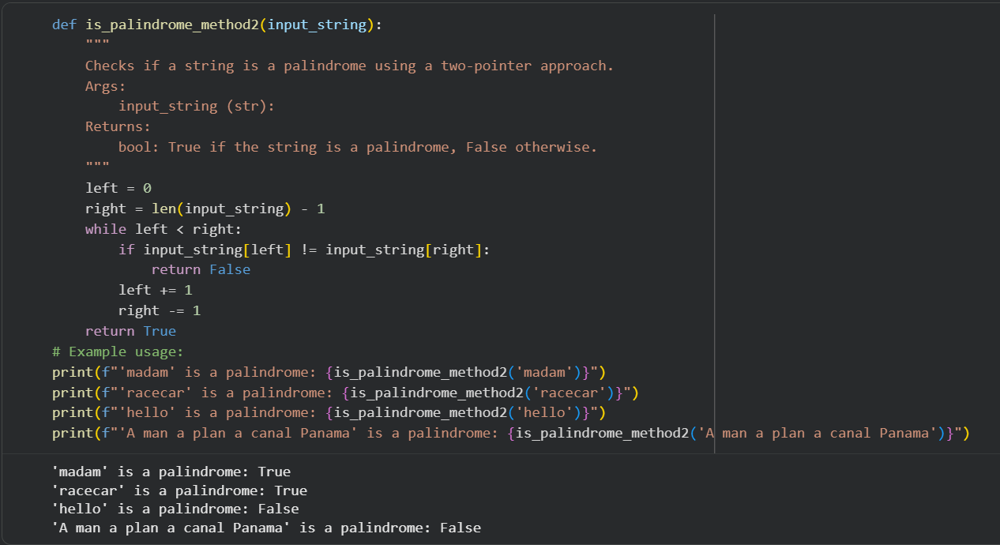 def is_palindrome_method2(input_string):
    """
    Checks if a string is a palindrome using a two-pointer approach.
    Args:
        input_string (str):
    Returns:
        bool: True if the string is a palindrome, False otherwise.
    """
    left = 0
    right = len(input_string) - 1
    while left < right:
        if input_string[left] != input_string[right]:
            return False
        left += 1
        right -= 1
    return True
# Example usage:
print(f"'madam' is a palindrome: {is_palindrome_method2('madam')}")
print(f"'racecar' is a palindrome: {is_palindrome_method2('racecar')}")
print(f"'hello' is a palindrome: {is_palindrome_method2('hello')}")
print(f"'A man a plan a canal Panama' is a palindrome: {is_palindrome_method2('A man a plan a canal Panama')}")
'madam' is a palindrome: True
'racecar' is a palindrome: True
'hello' is a palindrome: False
'A man a plan a canal Panama' is a palindrome: False